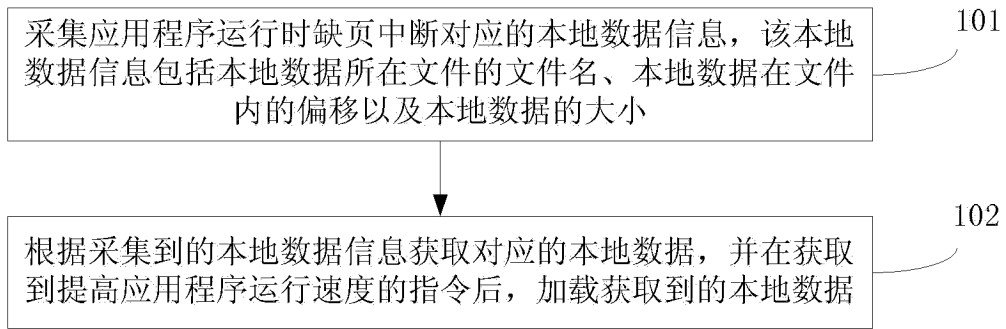 采集应用程序运行时缺页中断对应的本地数据信息，该本地
数据信息包括本地数据所在文件的文件名、本地数据在文件
内的偏移以及本地数据的大小
101
根据采集到的本地数据信息获取对应的本地数据，并在获取
到提高应用程序运行速度的指令后，加载获取到的本地数据
102